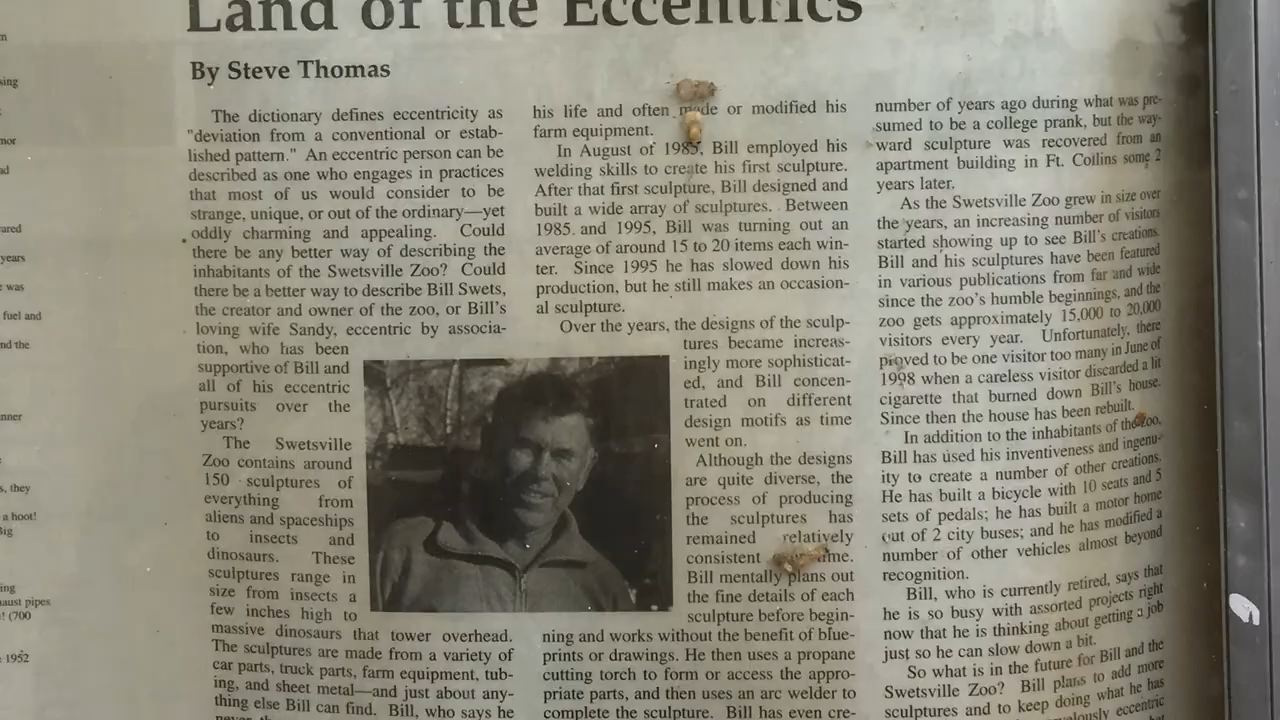 Land of the Eccentrics
By Steve Thomas
The dictionary defines eccentricity as
"deviation from a conventional or estab-
lished pattern." An eccentric person can be
described as one who engages in practices
that most of us would consider to be
strange, unique, or out of the ordinary—yet
oddly charming and appealing. Could
there be any better way of describing the
inhabitants of the Swetsville Zoo? Could
there be a better way to describe Bill Swets,
the creator and owner of the zoo, or Bill's
loving wife Sandy, eccentric by associa-
tion, who has been
supportive of Bill and
all of his eccentric
pursuits over the
years?
The Swetsville
Zoo contains around
150 sculptures of
everything from
aliens and spaceships
to insects and
dinosaurs. These
sculptures range in
size from insects a
few inches high to
massive dinosaurs that tower overhead.
The sculptures are made from a variety of
car parts, truck parts, farm equipment, tub-
ing, and sheet metal—and just about any-
thing else Bill can find. Bill, who says he
his life and often made or modified his
farm equipment.
In August of 1985, Bill employed his
welding skills to create his first sculpture.
After that first sculpture, Bill designed and
built a wide array of sculptures. Between
1985 and 1995, Bill was turning out an
average of around 15 to 20 items each win-
ter. Since 1995 he has slowed down his
production, but he still makes an occasion-
al sculpture.
Over the years, the designs of the sculp-
tures became increas-
ingly more sophisticat-
ed, and Bill concen-
trated on different
design motifs as time
went on.
Although the designs
are quite diverse, the
process of producing
the sculptures has
remained relatively
consistent
Bill mentally plans out
the fine details of each
sculpture before begin-
ning and works without the benefit of blue-
prints or drawings. He then uses a propane
cutting torch to form or access the appro-
priate parts, and then uses an arc welder to
complete the sculpture. Bill has even cre-
number of years ago during what was pre-
sumed to be a college prank, but the way-
ward sculpture was recovered from an
apartment building in Ft. Collins some 2
years later.
As the Swetsville Zoo grew in size over
the years, an increasing number of visitors
started showing up to see Bill's creations.
Bill and his sculptures have been featured
in various publications from far and wide
since the zoo's humble beginnings, and the
zoo gets approximately 15,000 to 20,000
visitors every year. Unfortunately, there
proved to be one visitor too many in June of
1998 when a careless visitor discarded a lit
cigarette that burned down Bill's house.
Since then the house has been rebuilt.
In addition to the inhabitants of the zoo,
Bill has used his inventiveness and ingenu-
ity to create a number of other creations.
He has built a bicycle with 10 seats and 5
sets of pedals; he has built a motor home
out of 2 city buses; and he has modified a
number of other vehicles almost beyond
recognition.
Bill, who is currently retired, says that
he is so busy with assorted projects right
now that he is thinking about getting a job
just so he can slow down a bit.
So what is in the future for Bill and the
Swetsville Zoo? Bill plans to add more
sculptures and to keep doing what he has
eccentric
years
was
fuel and
nd the
s, they
a hoot!
aust pipes
(700
1952